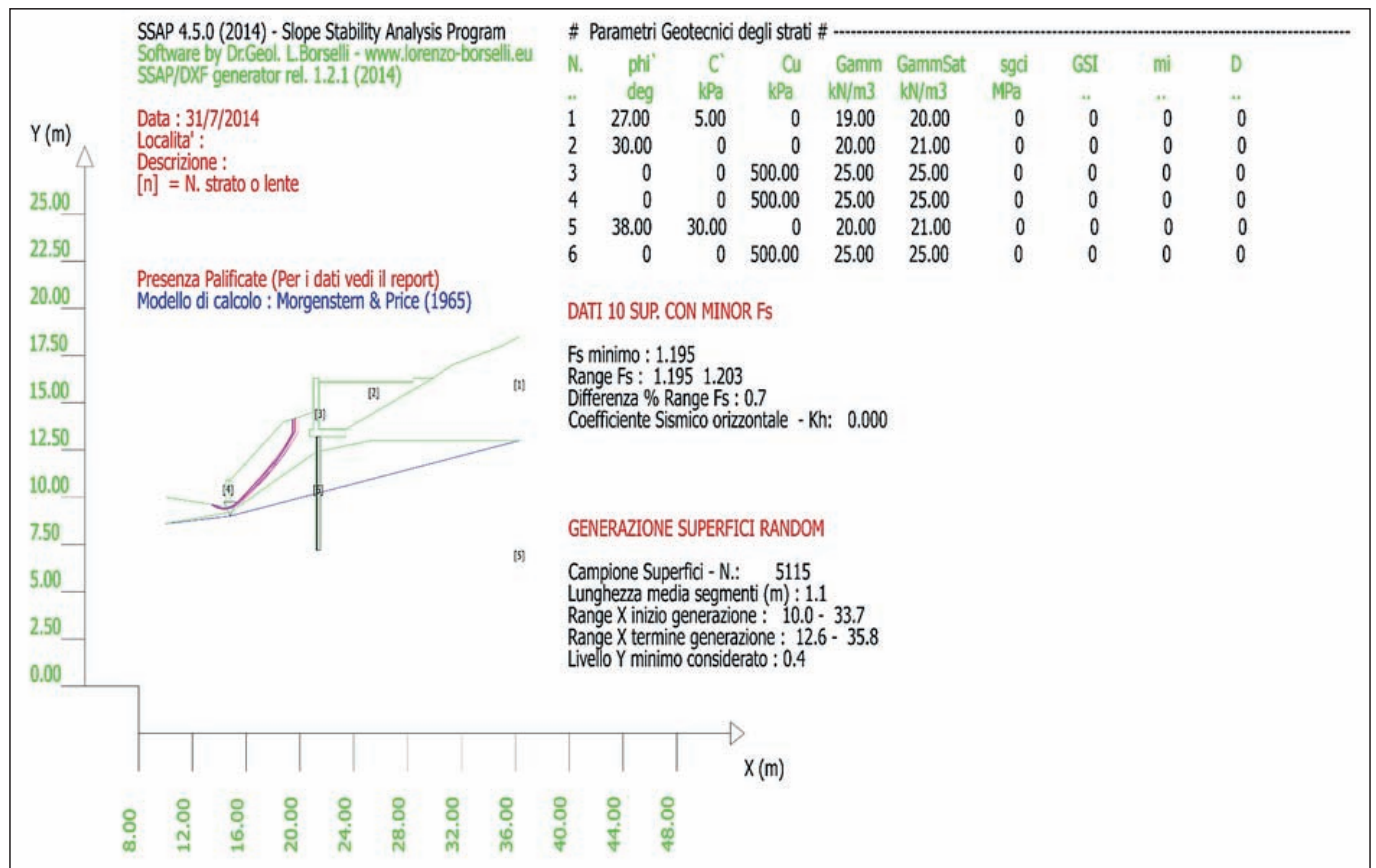 SSAP 4.5.0 (2014) - Slope Stability Analysis Program
Software by Dr.Geol. L.Borselli - www.lorenzo-borselli.eu
SSAP/DXF generator rel. 1.2.1 (2014)
Data : 31/7/2014
Localita' :
Descrizione :
[n] = N. strato o lente
Presenza Palificate (Per i dati vedi il report)
Modello di calcolo : Morgenstern & Price (1965)
# Parametri Geotecnici degli strati # ------------------------------------------------
N. phi` C` Cu Gamm GammSat sgci GSI mi D
.. deg kPa kPa kN/m3 kN/m3 MPa .. .. ..
1 27.00 5.00 0 19.00 20.00 0 0 0 0
2 30.00 0 0 20.00 21.00 0 0 0 0
3 0 0 500.00 25.00 25.00 0 0 0 0
4 0 0 500.00 25.00 25.00 0 0 0 0
5 38.00 30.00 0 20.00 21.00 0 0 0 0
6 0 0 500.00 25.00 25.00 0 0 0 0
DATI 10 SUP. CON MINOR Fs
Fs minimo : 1.195
Range Fs : 1.195 1.203
Differenza % Range Fs : 0.7
Coefficiente Sismico orizzontale - Kh: 0.000
GENERAZIONE SUPERFICI RANDOM
Campione Superfici - N.: 5115
Lunghezza media segmenti (m) : 1.1
Range X inizio generazione : 10.0 - 33.7
Range X termine generazione : 12.6 - 35.8
Livello Y minimo considerato : 0.4
Y (m)
25.00
22.50
20.00
17.50
15.00
12.50
10.00
7.50
5.00
2.50
0.00
[1]
[2]
[3]
[4]
[6]
[5]
X (m)
8.00
12.00
16.00
20.00
24.00
28.00
32.00
36.00
40.00
44.00
48.00